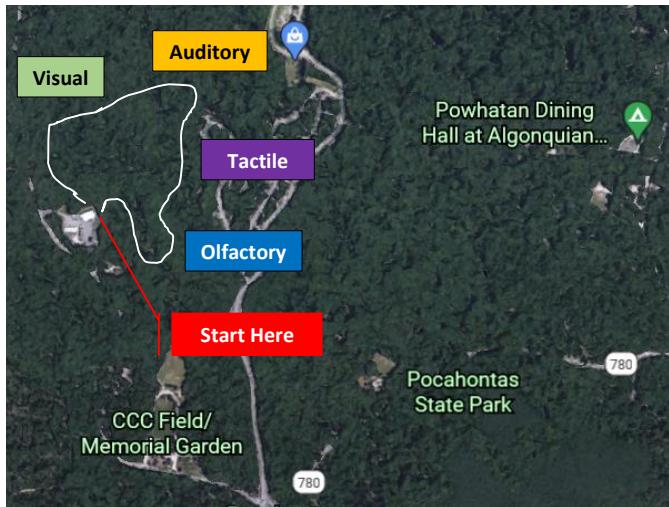 Auditory
Visual
Powhatan Dining
Hall at Algonquian...
Tactile
Olfactory
Start Here
780
Pocahontas
State Park
CCC Field/
Memorial Garden
780